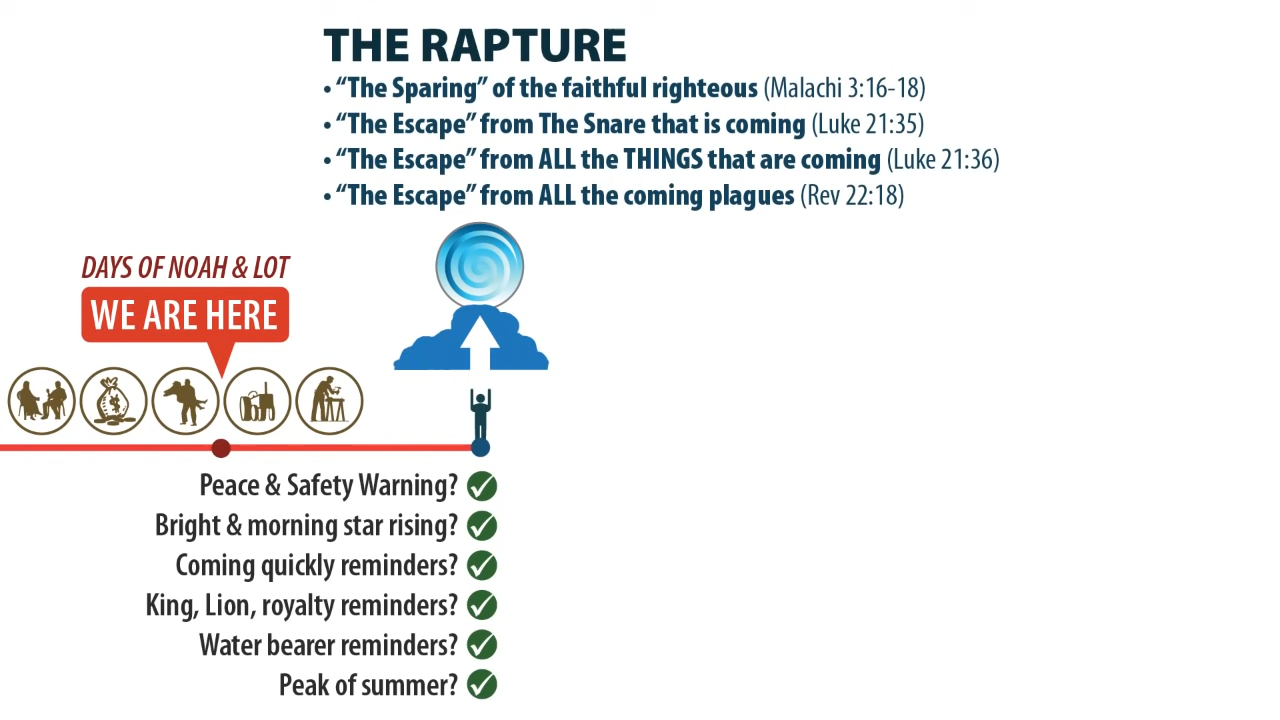 THE RAPTURE
• “The Sparing” of the faithful righteous (Malachi 3:16-18)
• “The Escape” from The Snare that is coming (Luke 21:35)
• “The Escape” from ALL the THINGS that are coming (Luke 21:36)
• “The Escape” from ALL the coming plagues (Rev 22:18)
DAYS OF NOAH & LOT
WE ARE HERE
$
Peace & Safety Warning?
Bright & morning star rising?
Coming quickly reminders?
King, Lion, royalty reminders?
Water bearer reminders?
Peak of summer?